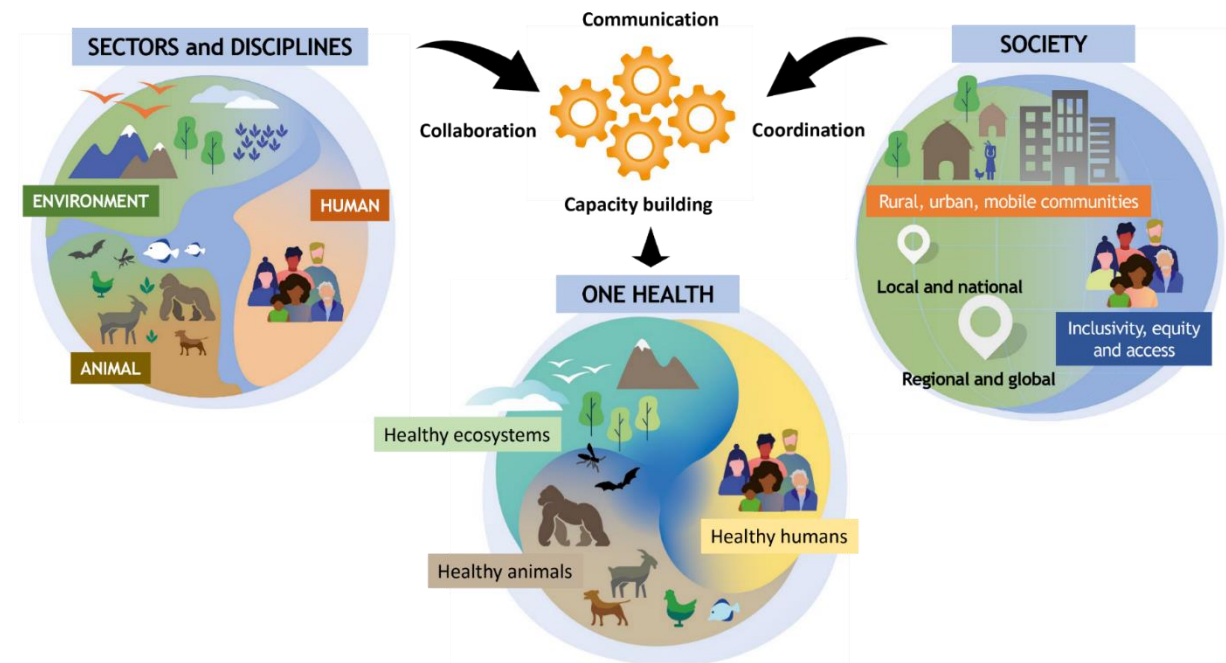 SECTORS and DISCIPLINES
ENVIRONMENT
HUMAN
ANIMAL
Communication
Collaboration
Coordination
Capacity building
SOCIETY
Rural, urban, mobile communities
Local and national
Inclusivity, equity
and access
Regional and global
ONE HEALTH
Healthy ecosystems
Healthy humans
Healthy animals